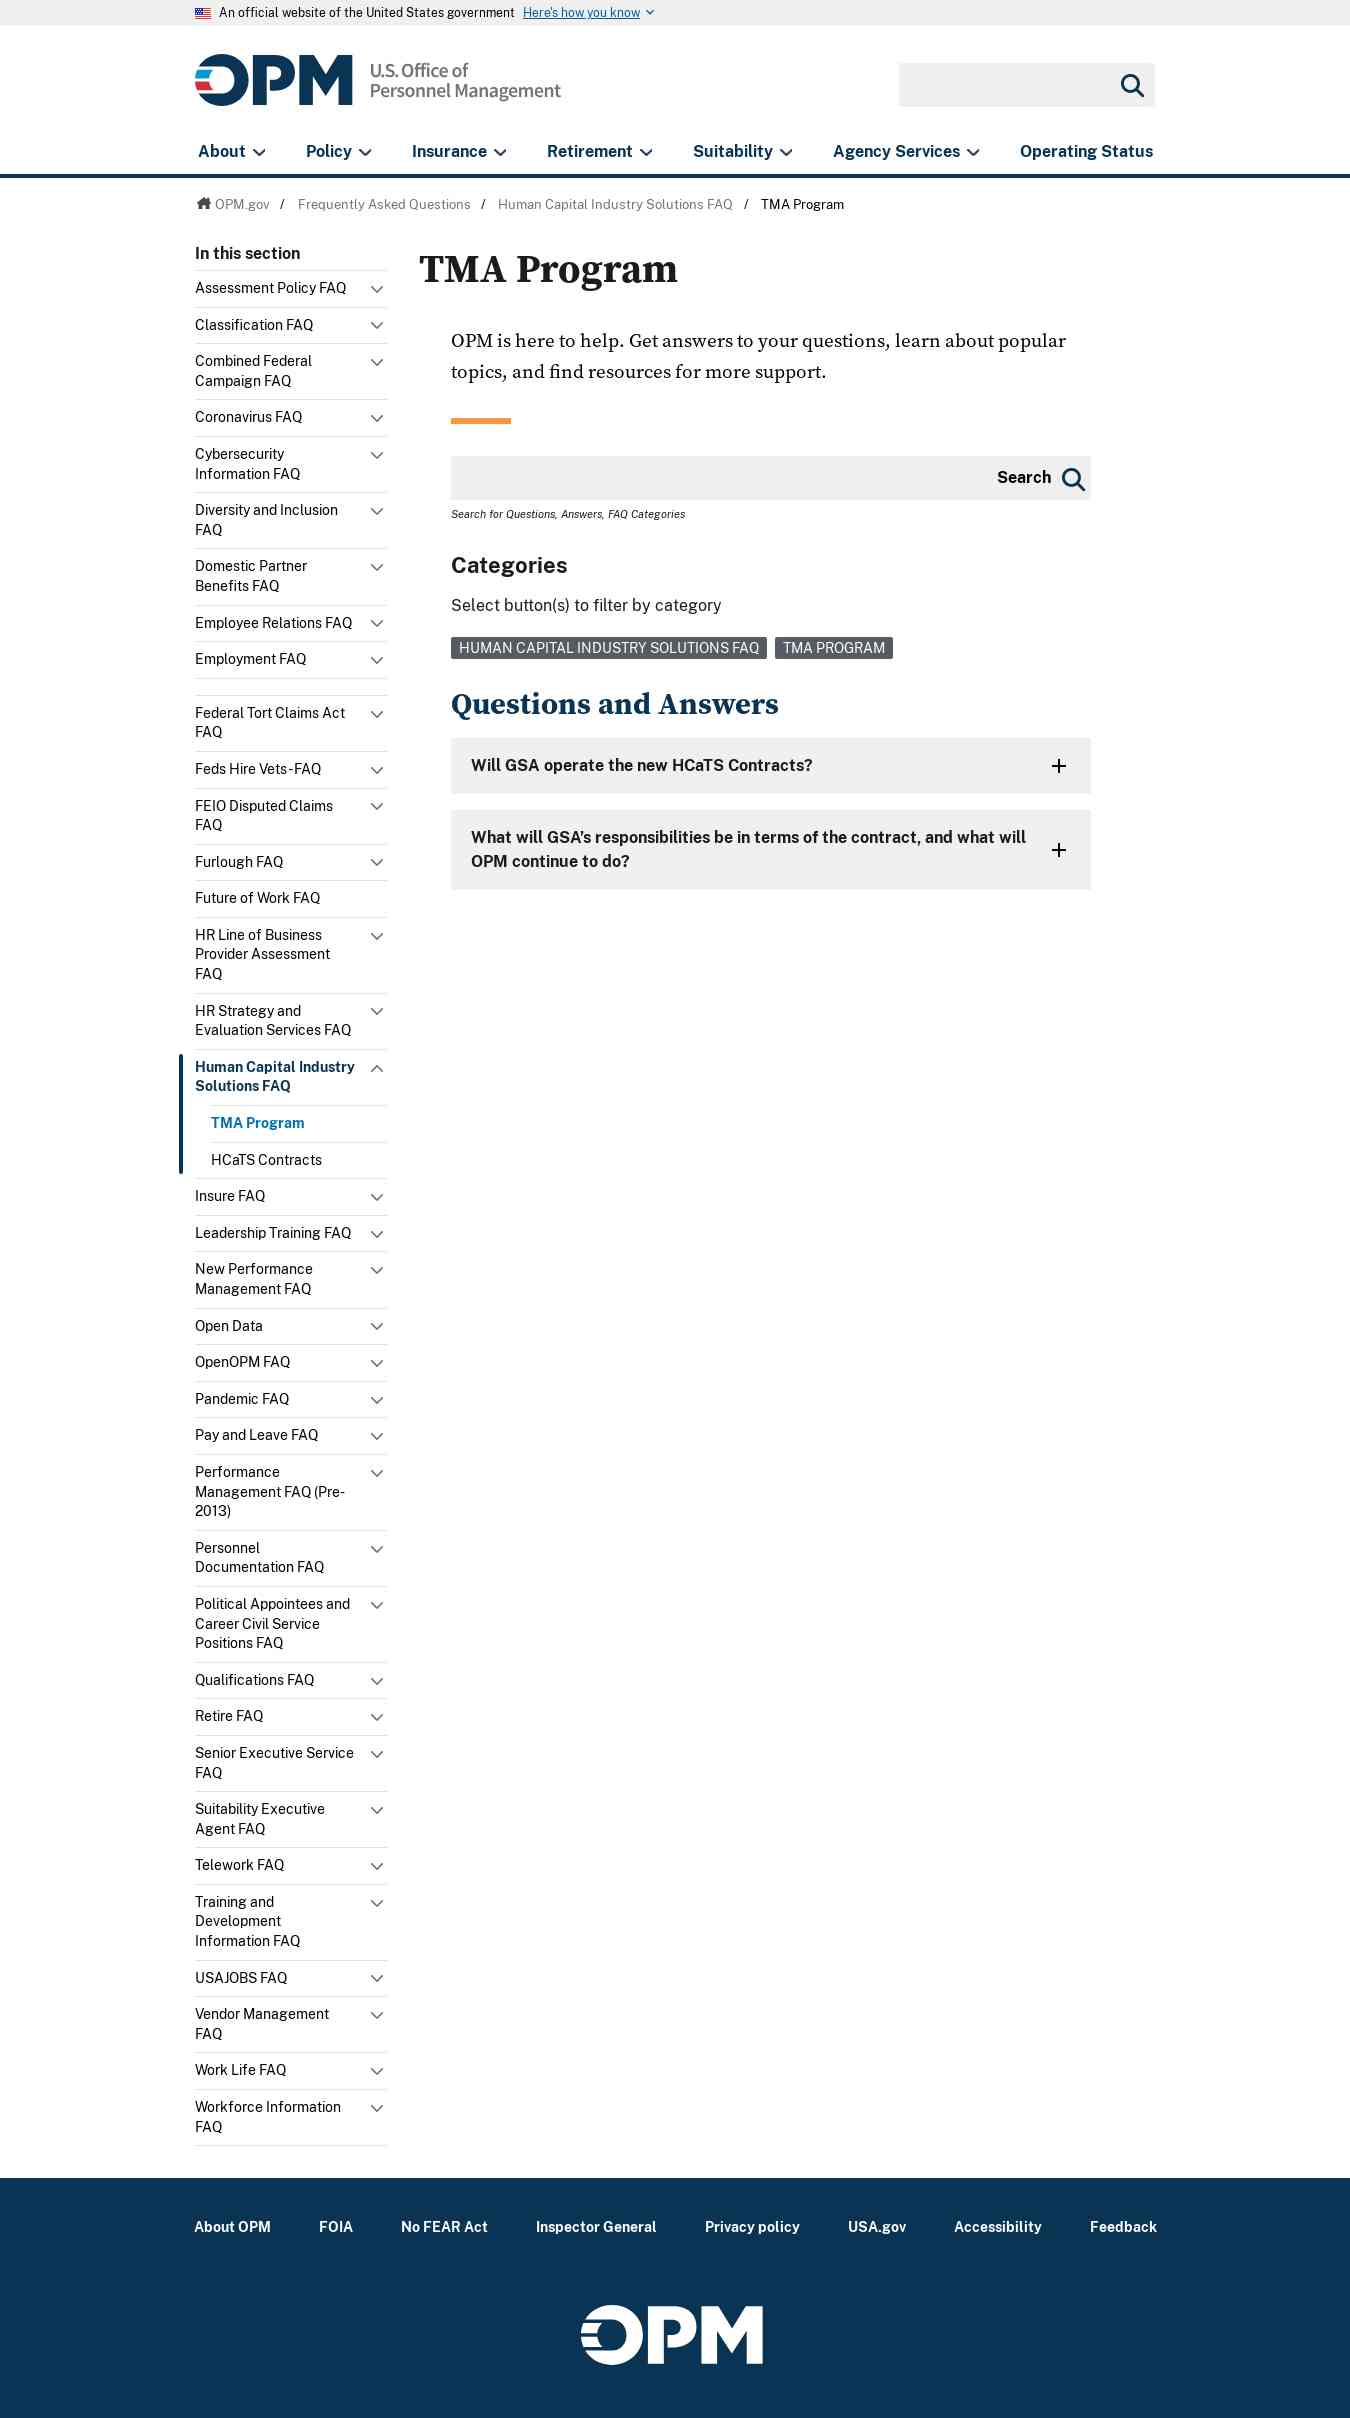 An official website of the United States government Here's how you know
OPM U.S. Office of
Personnel Management
About Policy Insurance Retirement Suitability Agency Services Operating Status
OPM.gov / Frequently Asked Questions / Human Capital Industry Solutions FAQ / TMA Program
In this section
Assessment Policy FAQ
Classification FAQ
Combined Federal
Campaign FAQ
Coronavirus FAQ
Cybersecurity
Information FAQ
Diversity and Inclusion
FAQ
Domestic Partner
Benefits FAQ
Employee Relations FAQ
Employment FAQ
Federal Tort Claims Act
FAQ
Feds Hire Vets-FAQ
FEIO Disputed Claims
FAQ
Furlough FAQ
Future of Work FAQ
HR Line of Business
Provider Assessment
FAQ
HR Strategy and
Evaluation Services FAQ
Human Capital Industry
Solutions FAQ
TMA Program
HCaTS Contracts
Insure FAQ
Leadership Training FAQ
New Performance
Management FAQ
Open Data
OpenOPM FAQ
Pandemic FAQ
Pay and Leave FAQ
Performance
Management FAQ (Pre-
2013)
Personnel
Documentation FAQ
Political Appointees and
Career Civil Service
Positions FAQ
Qualifications FAQ
Retire FAQ
Senior Executive Service
FAQ
Suitability Executive
Agent FAQ
Telework FAQ
Training and
Development
Information FAQ
USAJOBS FAQ
Vendor Management
FAQ
Work Life FAQ
Workforce Information
FAQ
TMA Program
OPM is here to help. Get answers to your questions, learn about popular
topics, and find resources for more support.
Search
Search for Questions, Answers, FAQ Categories
Categories
Select button(s) to filter by category
HUMAN CAPITAL INDUSTRY SOLUTIONS FAQ TMA PROGRAM
Questions and Answers
Will GSA operate the new HCaTS Contracts?
What will GSA’s responsibilities be in terms of the contract, and what will
OPM continue to do?
About OPM FOIA No FEAR Act Inspector General Privacy policy USA.gov Accessibility Feedback
OPM